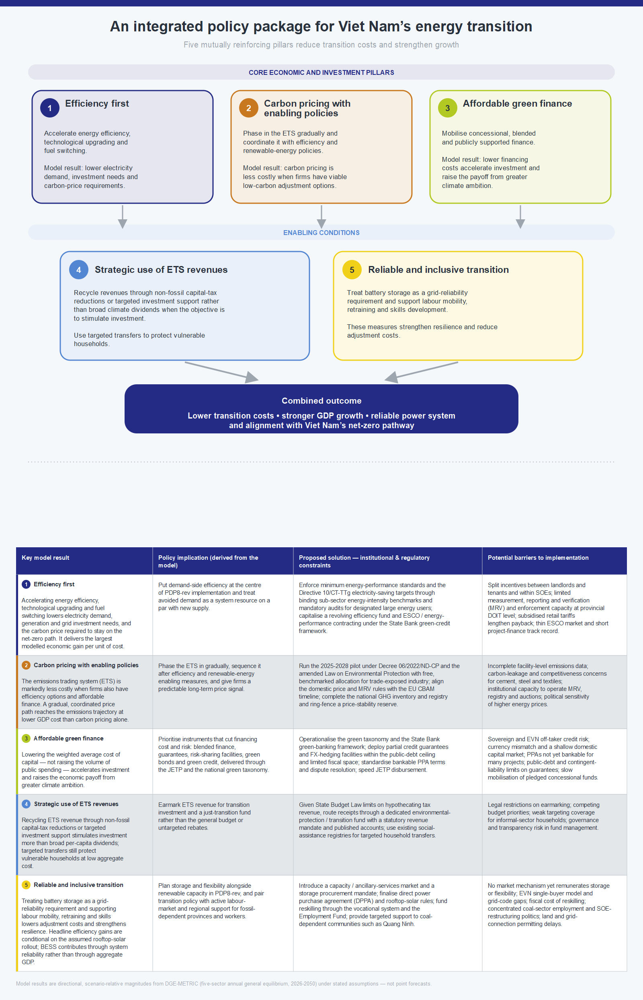 An integrated policy package for Viet Nam’s energy transition
Five mutually reinforcing pillars reduce transition costs and strengthen growth
CORE ECONOMIC AND INVESTMENT PILLARS
1
Efficiency first
Accelerate energy efficiency,
technological upgrading and
fuel switching.
Model result: lower electricity
demand, investment needs and
carbon-price requirements.
2
Carbon pricing with
enabling policies
Phase in the ETS gradually and
coordinate it with efficiency and
renewable-energy policies.
Model result: carbon pricing is
less costly when firms have viable
low-carbon adjustment options.
3
Affordable green finance
Mobilise concessional, blended
and publicly supported finance.
Model result: lower financing
costs accelerate investment and
raise the payoff from greater
climate ambition.
ENABLING CONDITIONS
4
Strategic use of ETS revenues
Recycle revenues through non-fossil capital-tax
reductions or targeted investment support rather
than broad climate dividends when the objective is
to stimulate investment.
Use targeted transfers to protect vulnerable
households.
5
Reliable and inclusive transition
Treat battery storage as a grid-reliability
requirement and support labour mobility,
retraining and skills development.
These measures strengthen resilience and reduce
adjustment costs.
Combined outcome
Lower transition costs • stronger GDP growth • reliable power system
and alignment with Viet Nam’s net-zero pathway
Key model result
Policy implication (derived from the
model)
Proposed solution — institutional & regulatory
constraints
Potential barriers to implementation
1 Efficiency first
Accelerating energy efficiency,
technological upgrading and fuel
switching lowers electricity demand,
generation and grid investment needs, and
the carbon price required to stay on the
net-zero path. It delivers the largest
modelled economic gain per unit of cost.
Put demand-side efficiency at the centre
of PDP8-rev implementation and treat
avoided demand as a system resource on a
par with new supply.
Enforce minimum energy-performance standards and the
Directive 10/CT-TTg electricity-saving targets through
binding sub-sector energy-intensity benchmarks and
mandatory audits for designated large energy users;
capitalise a revolving efficiency fund and ESCO / energy-
performance contracting under the State Bank green-credit
framework.
Split incentives between landlords and
tenants and within SOEs; limited
measurement, reporting and verification
(MRV) and enforcement capacity at provincial
DOIT level; subsidised retail tariffs
lengthen payback; thin ESCO market and short
project-finance track record.
2 Carbon pricing with enabling policies
The emissions trading system (ETS) is
markedly less costly when firms also have
efficiency options and affordable
finance. A gradual, coordinated price
path reaches the emissions trajectory at
lower GDP cost than carbon pricing alone.
Phase the ETS in gradually, sequence it
after efficiency and renewable-energy
enabling measures, and give firms a
predictable long-term price signal.
Run the 2025-2028 pilot under Decree 06/2022/ND-CP and the
amended Law on Environmental Protection with free,
benchmarked allocation for trade-exposed industry; align
the domestic price and MRV rules with the EU CBAM
timeline; complete the national GHG inventory and registry
and ring-fence a price-stability reserve.
Incomplete facility-level emissions data;
carbon-leakage and competitiveness concerns
for cement, steel and textiles;
institutional capacity to operate MRV,
registry and auctions; political sensitivity
of higher energy prices.
3 Affordable green finance
Lowering the weighted average cost of
capital — not raising the volume of
public spending — accelerates investment
and raises the economic payoff from
greater climate ambition.
Prioritise instruments that cut financing
cost and risk: blended finance,
guarantees, risk-sharing facilities, green
bonds and green credit, delivered through
the JETP and the national green taxonomy.
Operationalise the green taxonomy and the State Bank
green-banking framework; deploy partial credit guarantees
and FX-hedging facilities within the public-debt ceiling
and limited fiscal space; standardise bankable PPA terms
and dispute resolution; speed JETP disbursement.
Sovereign and EVN off-taker credit risk;
currency mismatch and a shallow domestic
capital market; PPAs not yet bankable for
many projects; public-debt and contingent-
liability limits on guarantees; slow
mobilisation of pledged concessional funds.
4 Strategic use of ETS revenues
Recycling ETS revenue through non-fossil
capital-tax reductions or targeted
investment support stimulates investment
more than broad per-capita dividends;
targeted transfers still protect
vulnerable households at low aggregate
cost.
Earmark ETS revenue for transition
investment and a just-transition fund
rather than the general budget or
untargeted rebates.
Given State Budget Law limits on hypothecating tax
revenue, route receipts through a dedicated environmental-
protection / transition fund with a statutory revenue
mandate and published accounts; use existing social-
assistance registries for targeted household transfers.
Legal restrictions on earmarking; competing
budget priorities; weak targeting coverage
for informal-sector households; governance
and transparency risk in fund management.
5 Reliable and inclusive transition
Treating battery storage as a grid-
reliability requirement and supporting
labour mobility, retraining and skills
lowers adjustment costs and strengthens
resilience. Headline efficiency gains are
conditional on the assumed rooftop-solar
rollout; BESS contributes through system
reliability rather than through aggregate
GDP.
Plan storage and flexibility alongside
renewable capacity in PDP8-rev, and pair
transition policy with active labour-
market and regional support for fossil-
dependent provinces and workers.
Introduce a capacity / ancillary-services market and a
storage procurement mandate; finalise direct power
purchase agreement (DPPA) and rooftop-solar rules; fund
reskilling through the vocational system and the
Employment Fund; provide targeted support to coal-
dependent communities such as Quang Ninh.
No market mechanism yet remunerates storage
or flexibility; EVN single-buyer model and
grid-code gaps; fiscal cost of reskilling;
concentrated coal-sector employment and SOE-
restructuring politics; land and grid-
connection permitting delays.
Model results are directional, scenario-relative magnitudes from DGE-METRIC (five-sector annual general equilibrium, 2026-2050) under stated assumptions — not point forecasts.